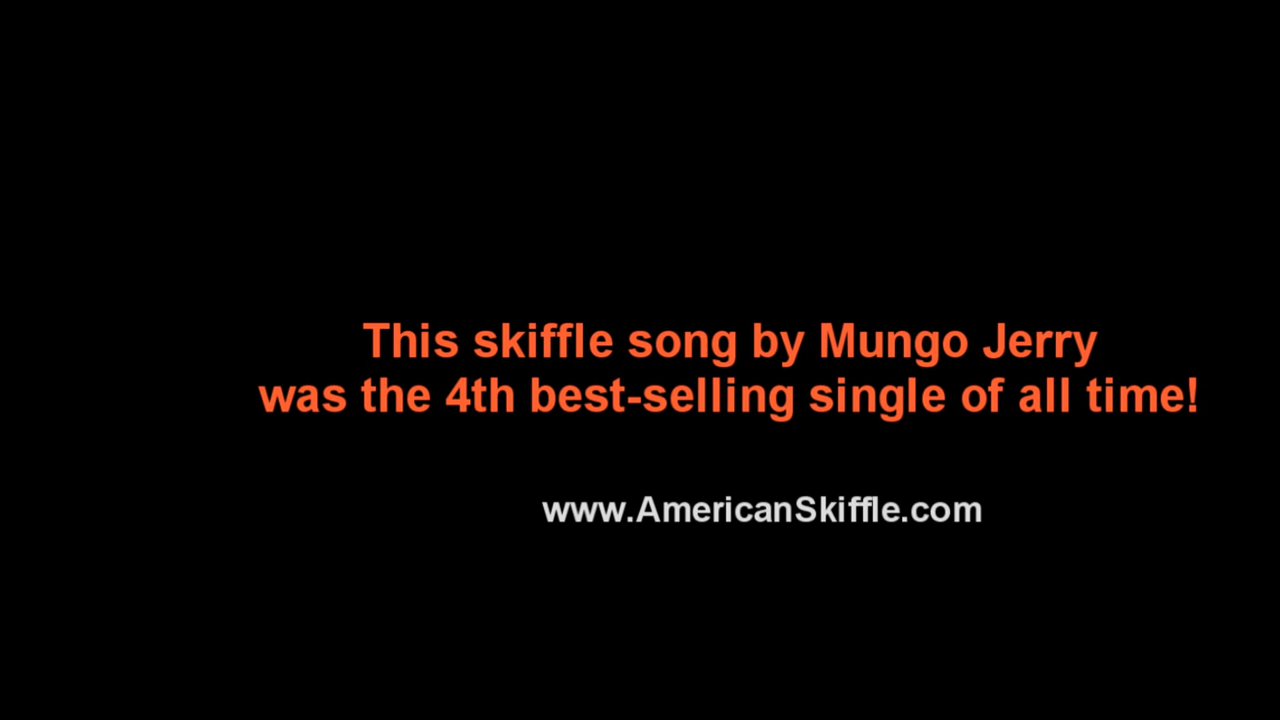 This skiffle song by Mungo Jerry
was the 4th best-selling single of all time!
www.AmericanSkiffle.com